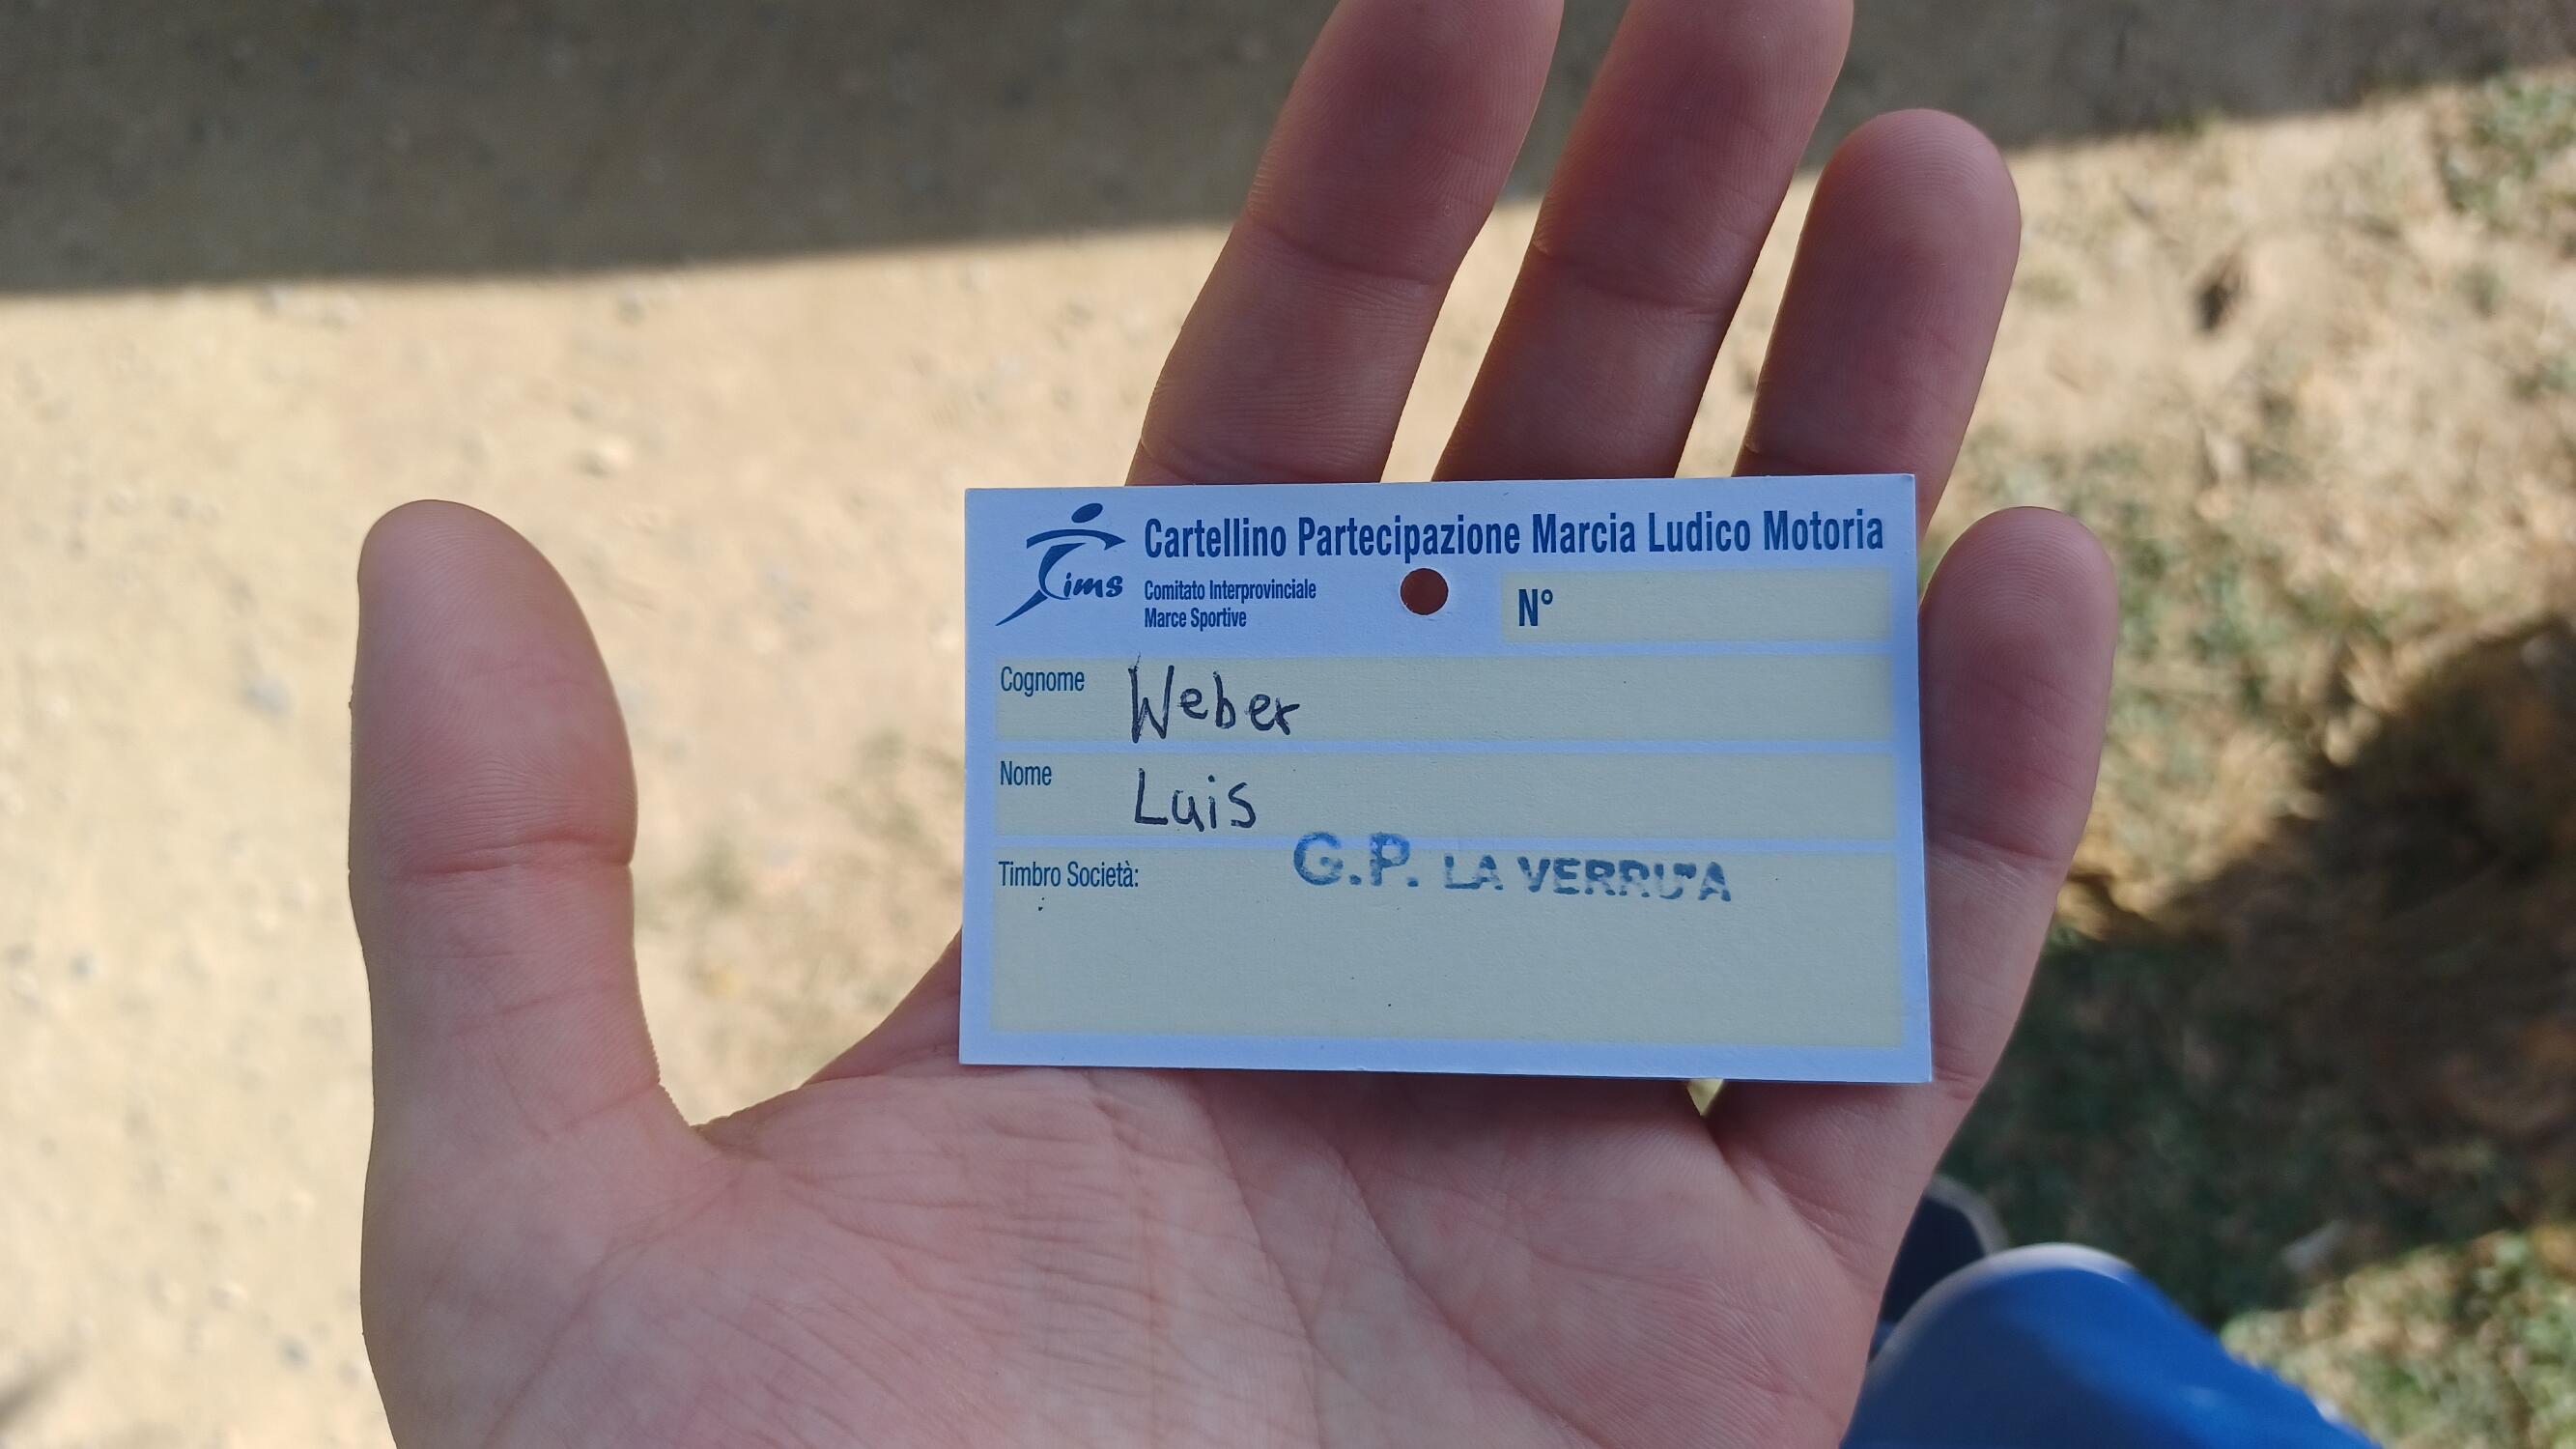 Cartellino Partecipazione Marcia Ludico Motoria
ims
Comitato Interprovinciale
Marce Sportive
N°
Cognome Weber
Nome Luis
Timbro Società: G.P. LA